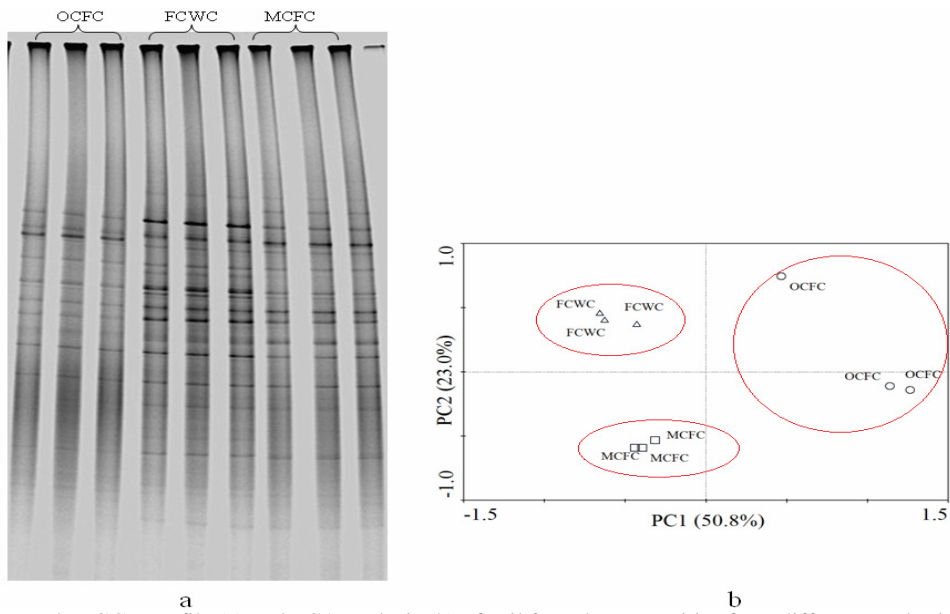 OCFC FCWC MCFC
1.0
OCFC
FCWC FCWC
FCWC
PC2 (23.0%)
OCFC OCFC
MCFC
MCFC MCFC
-1.0
-1.5 PC1 (50.8%) 1.5
a b